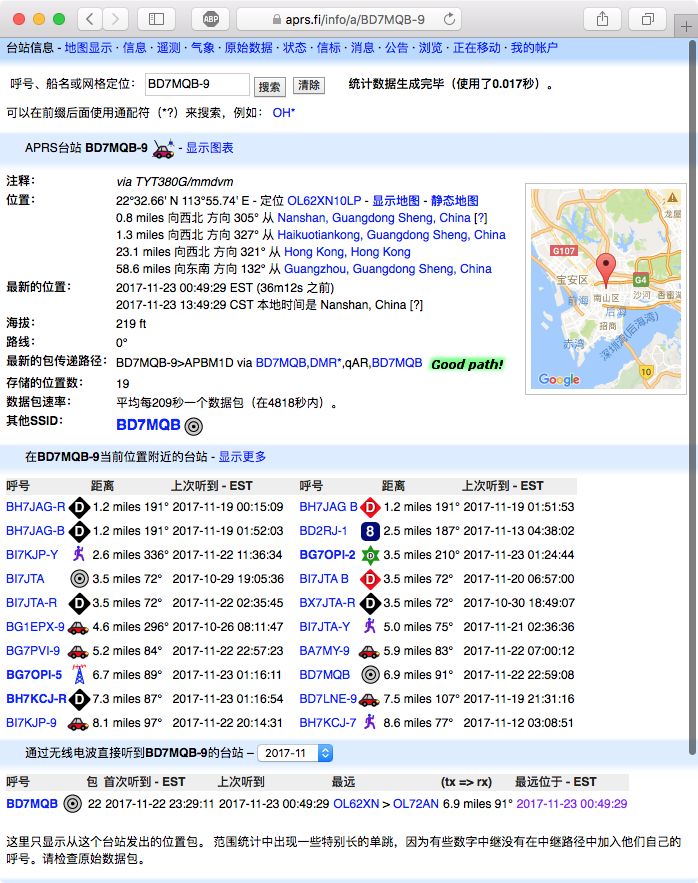 ABP
aprs.fi/info/a/BD7MQB-9
台站信息 - 地图显示 · 信息 · 遥测 · 气象 · 原始数据 · 状态 · 信标 · 消息 · 公告 · 浏览 · 正在移动 · 我的帐户
呼号、船名或网格定位: BD7MQB-9 搜索 清除 统计数据生成完毕（使用了0.017秒）。
可以在前缀后面使用通配符（*?）来搜索，例如： OH*
APRS台站 BD7MQB-9 - 显示图表
注释： via TYT380G/mmdvm
位置： 22°32.66' N 113°55.74' E - 定位 OL62XN10LP - 显示地图 - 静态地图
0.8 miles 向西北 方向 305° 从 Nanshan, Guangdong Sheng, China [?]
1.3 miles 向西北 方向 327° 从 Haikuotiankong, Guangdong Sheng, China
23.1 miles 向西北 方向 321° 从 Hong Kong, Hong Kong
58.6 miles 向东南 方向 132° 从 Guangzhou, Guangdong Sheng, China
最新的位置： 2017-11-23 00:49:29 EST (36m12s 之前)
2017-11-23 13:49:29 CST 本地时间是 Nanshan, China [?]
海拔： 219 ft
路线： 0°
最新的包传递路径： BD7MQB-9>APBM1D via BD7MQB,DMR*,qAR,BD7MQB Good path!
存储的位置数： 19
数据包速率： 平均每209秒一个数据包（在4818秒内）。
其他SSID： BD7MQB
龙屋
G107
宝安区
G4
前海
南山区
沙河
香蜜湖
后海
招商
赤湾
深圳湾(后海湾)
10
Google
在BD7MQB-9当前位置附近的台站 - 显示更多
呼号 距离 上次听到 - EST 呼号 距离 上次听到 - EST
BH7JAG-R D 1.2 miles 191° 2017-11-19 00:15:09 BH7JAG B D 1.2 miles 191° 2017-11-19 01:51:53
BH7JAG-B D 1.2 miles 191° 2017-11-19 01:52:03 BD2RJ-1 8 2.5 miles 187° 2017-11-13 04:38:02
BI7KJP-Y 2.6 miles 336° 2017-11-22 11:36:34 BG7OPI-2 D 3.5 miles 210° 2017-11-23 01:24:44
BI7JTA 3.5 miles 72° 2017-10-29 19:05:36 BI7JTA B D 3.5 miles 72° 2017-11-20 06:57:00
BI7JTA-R D 3.5 miles 72° 2017-11-22 02:35:45 BX7JTA-R D 3.5 miles 72° 2017-10-30 18:49:07
BG1EPX-9 4.6 miles 296° 2017-10-26 08:11:47 BI7JTA-Y 5.0 miles 75° 2017-11-21 02:36:36
BG7PVI-9 5.2 miles 84° 2017-11-22 22:57:23 BA7MY-9 5.9 miles 83° 2017-11-22 07:00:12
BG7OPI-5 6.7 miles 89° 2017-11-23 01:16:11 BD7MQB 6.9 miles 91° 2017-11-22 22:59:08
BH7KCJ-R D 7.3 miles 87° 2017-11-23 01:16:54 BD7LNE-9 7.5 miles 107° 2017-11-19 21:31:16
BI7KJP-9 8.1 miles 97° 2017-11-22 20:14:31 BH7KCJ-7 8.6 miles 77° 2017-11-12 03:08:51
通过无线电波直接听到BD7MQB-9的台站 – 2017-11
呼号 包 首次听到 - EST 上次听到 最远 (tx => rx) 最远位于 - EST
BD7MQB 22 2017-11-22 23:29:11 2017-11-23 00:49:29 OL62XN > OL72AN 6.9 miles 91° 2017-11-23 00:49:29
这里只显示从这个台站发出的位置包。 范围统计中出现一些特别长的单跳，因为有些数字中继没有在中继路径中加入他们自己的
呼号。请检查原始数据包。